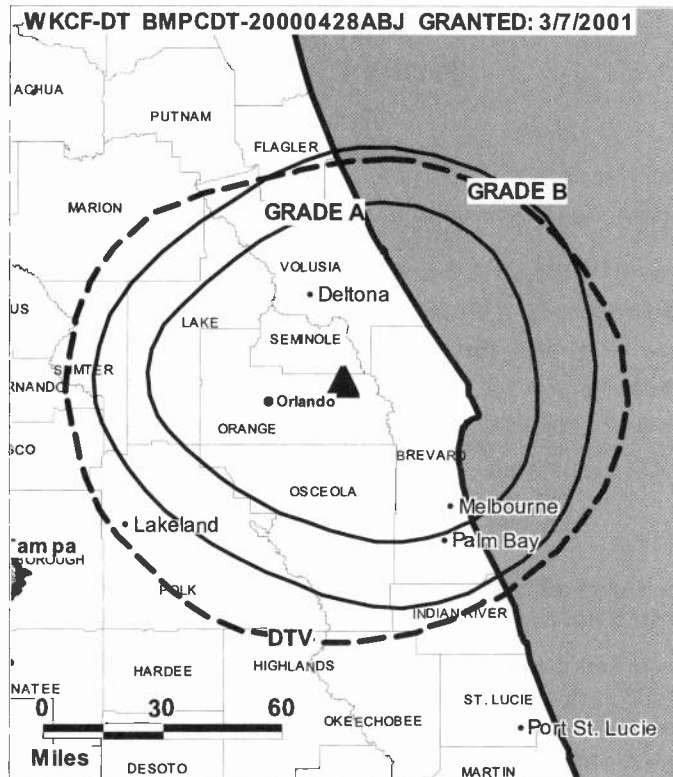 WKCF-DT BMPCDT-20000428ABJ GRANTED: 3/7/2001
ACHUA
PUTNAM
FLAGLER
GRADE B
MARION
GRADE A
VOLUSIA
Deltona
US
LAKE
SEMINOLE
SUMTER
RNANDO
Orlando
ORANGE
SCO
BREVARD
OSCEOLA
Melbourne
Lakeland
Palm Bay
ampa
BOROUGH
POLK
INDIAN RIVER
DTV
HIGHLANDS
HARDEE
NATEE
ST. LUCIE
0 30 60
OKEECHOBEE
Port St. Lucie
Miles
DESOTO
MARTIN